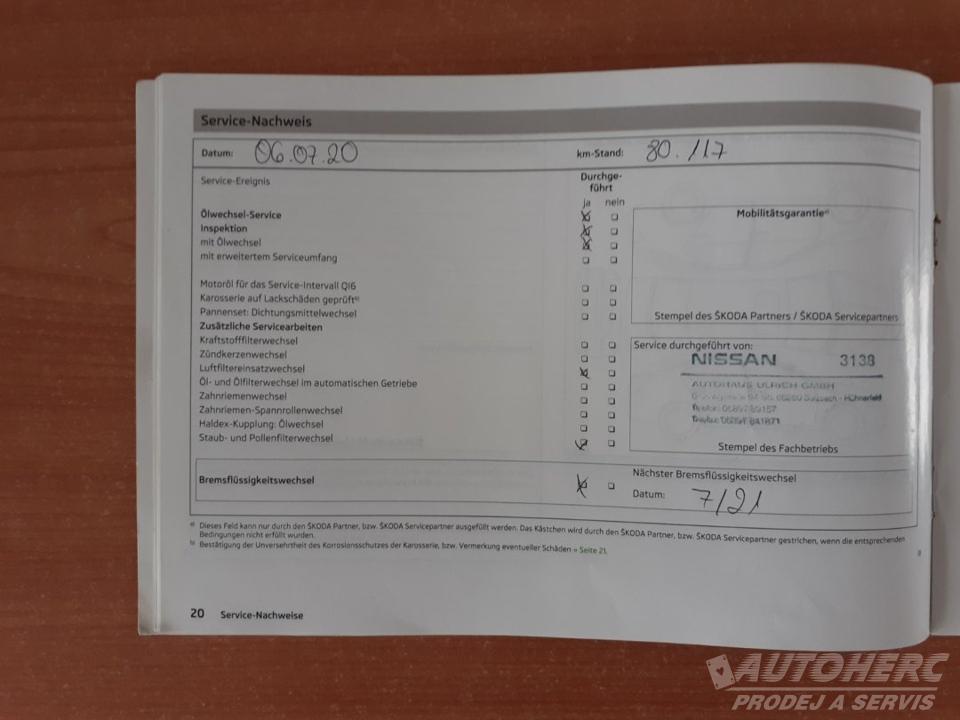 Service-Nachweis
Datum: 06.07.20 km-Stand: 80./117
Service-Ereignis
Durchge-
führt
ja nein
Ölwechsel-Service
Inspektion
mit Ölwechsel
mit erweitertem Serviceumfang
Motoröl für das Service-Intervall QI6
Karosserie auf Lackschäden geprüft b)
Pannenset: Dichtungsmittelwechsel
Zusätzliche Servicearbeiten
Kraftstofffilterwechsel
Zündkerzenwechsel
Luftfiltereinsatzwechsel
Öl- und Ölfilterwechsel im automatischen Getriebe
Zahnriemenwechsel
Zahnriemen-Spannrollenwechsel
Haldex-Kupplung: Ölwechsel
Staub- und Pollenfilterwechsel
Mobilitätsgarantie a)
Stempel des ŠKODA Partners / ŠKODA Servicepartners
Service durchgeführt von:
NISSAN 3138
AUTOHAUS ULRICH GMBH
Stempel des Fachbetriebs
Bremsflüssigkeitswechsel
Nächster Bremsflüssigkeitswechsel
Datum: 7/21
a) Dieses Feld kann nur durch den ŠKODA Partner, bzw. ŠKODA Servicepartner ausgefüllt werden. Das Kästchen wird durch den ŠKODA Partner, bzw. ŠKODA Servicepartner gestrichen, wenn die entsprechenden
Bedingungen nicht erfüllt wurden.
b) Bestätigung der Unversehrtheit des Korrosionsschutzes der Karosserie, bzw. Vermerkung eventueller Schäden » Seite 21.
20 Service-Nachweise
AUTOHERC
PRODEJ A SERVIS